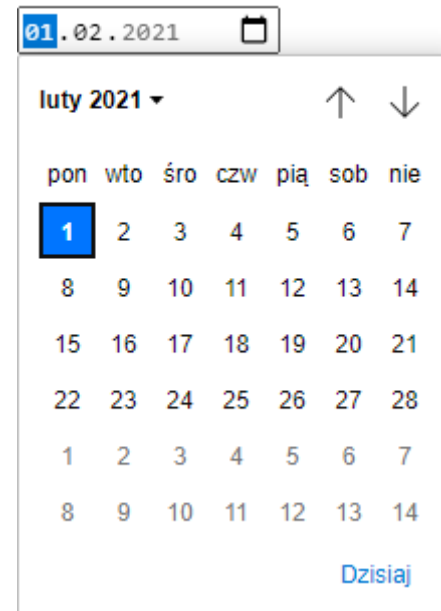 01.02.2021
luty 2021
pon wto śro czw pią sob nie
1 2 3 4 5 6 7
8 9 10 11 12 13 14
15 16 17 18 19 20 21
22 23 24 25 26 27 28
1 2 3 4 5 6 7
8 9 10 11 12 13 14
Dzisiaj